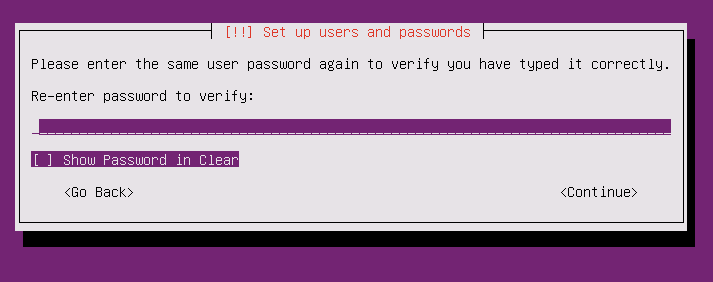 [!!] Set up users and passwords
Please enter the same user password again to verify you have typed it correctly.
Re-enter password to verify:
[ ] Show Password in Clear
<Go Back> <Continue>